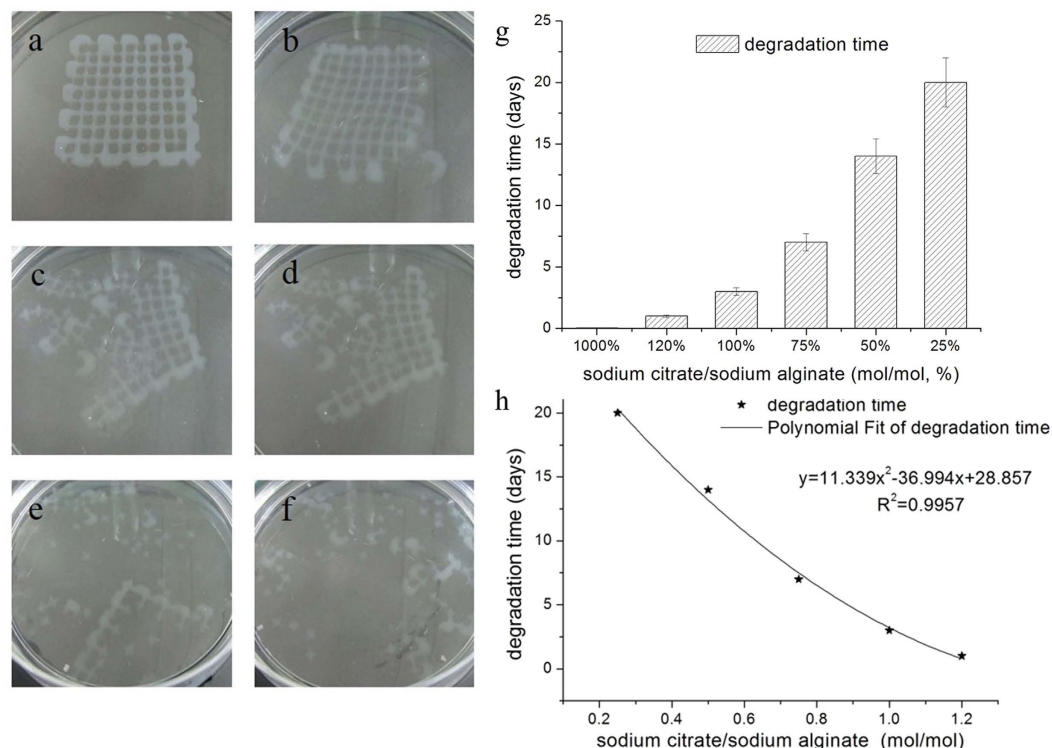 a
b
c
d
e
f
g
degradation time
25
20
15
10
5
0
degradation time (days)
1000% 120% 100% 75% 50% 25%
sodium citrate/sodium alginate (mol/mol, %)
h
degradation time
Polynomial Fit of degradation time
y=11.339x²-36.994x+28.857
R²=0.9957
20
15
10
5
0
degradation time (days)
0.2 0.4 0.6 0.8 1.0 1.2
sodium citrate/sodium alginate (mol/mol)